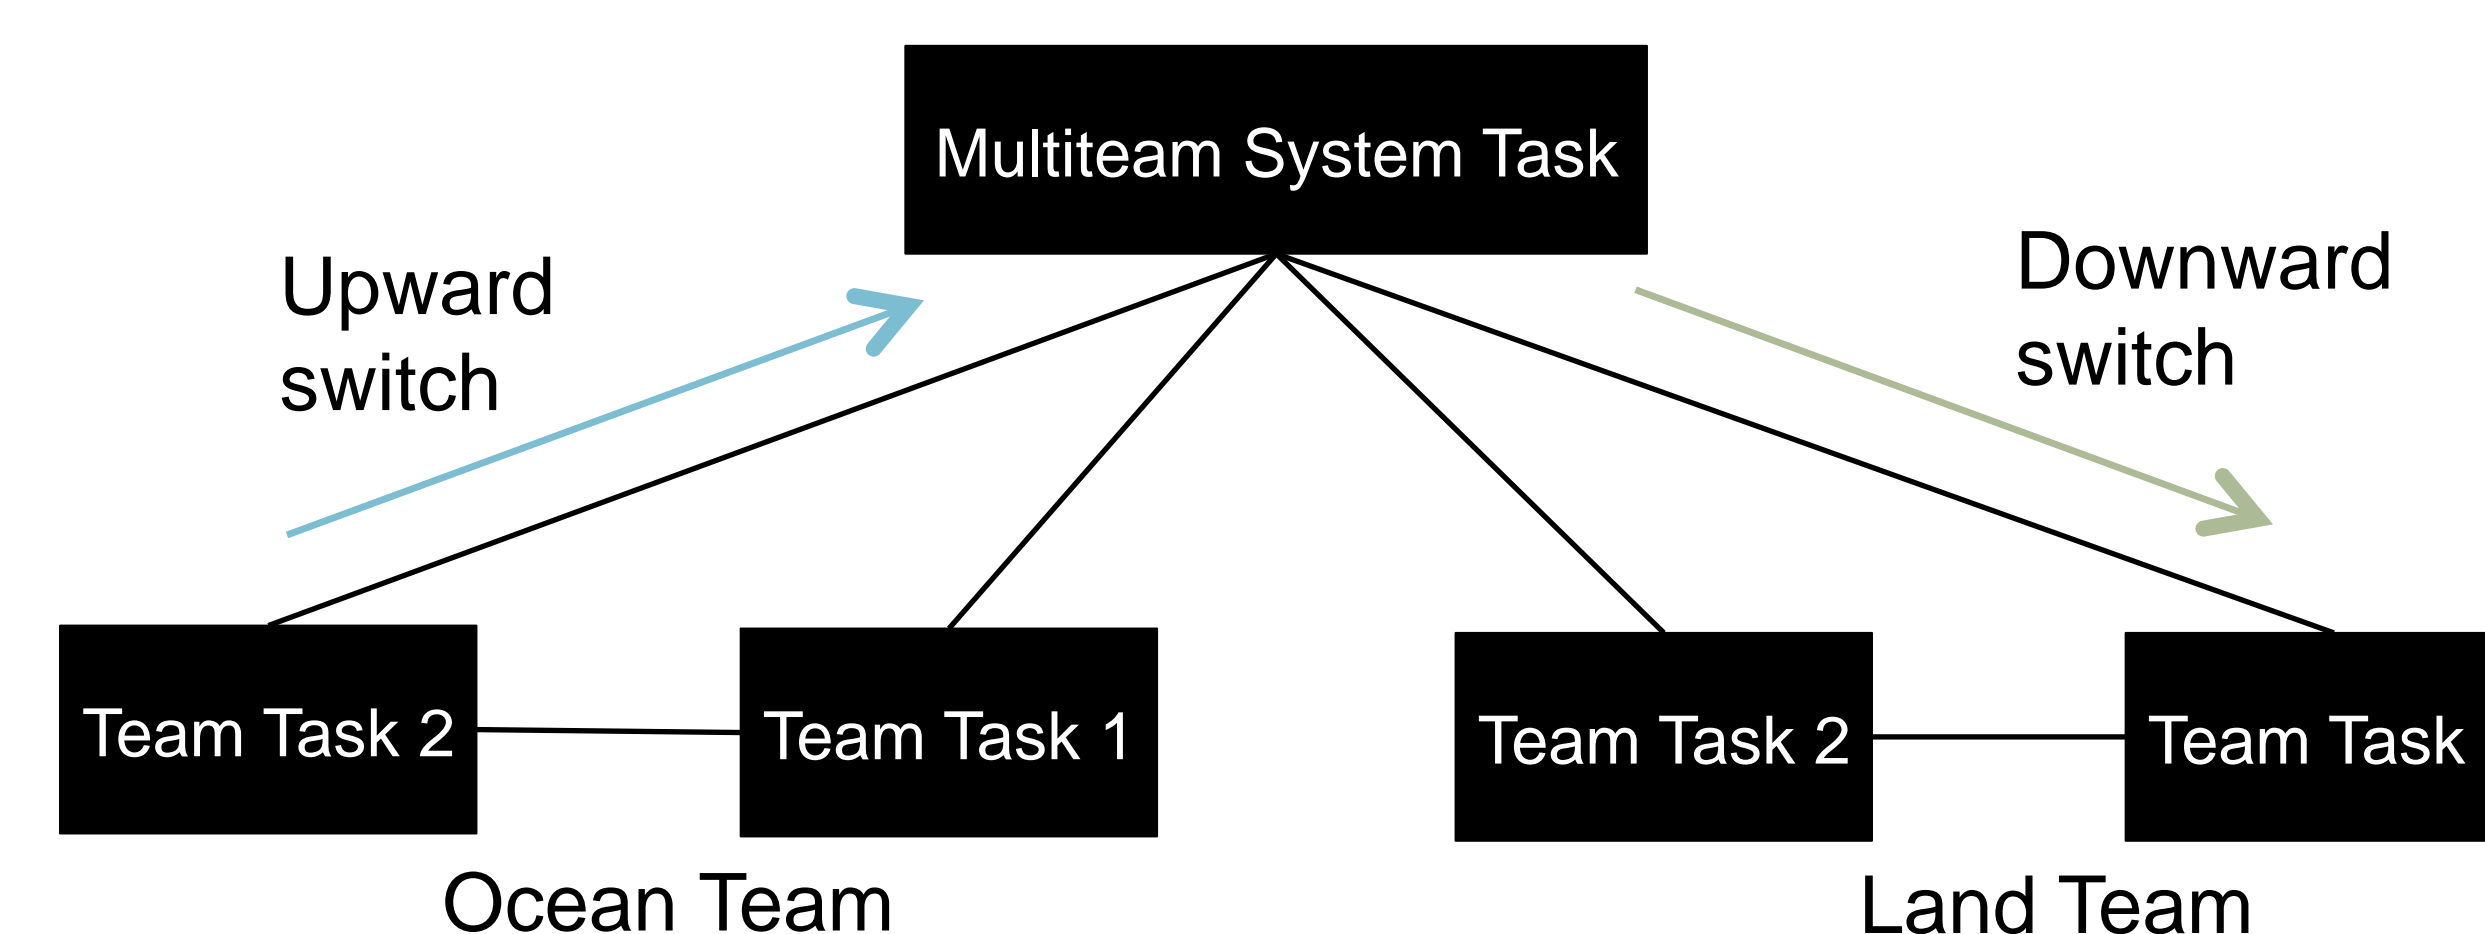 Multiteam System Task
Upward
switch
Downward
switch
Team Task 2
Team Task 1
Team Task 2
Team Task
Ocean Team
Land Team